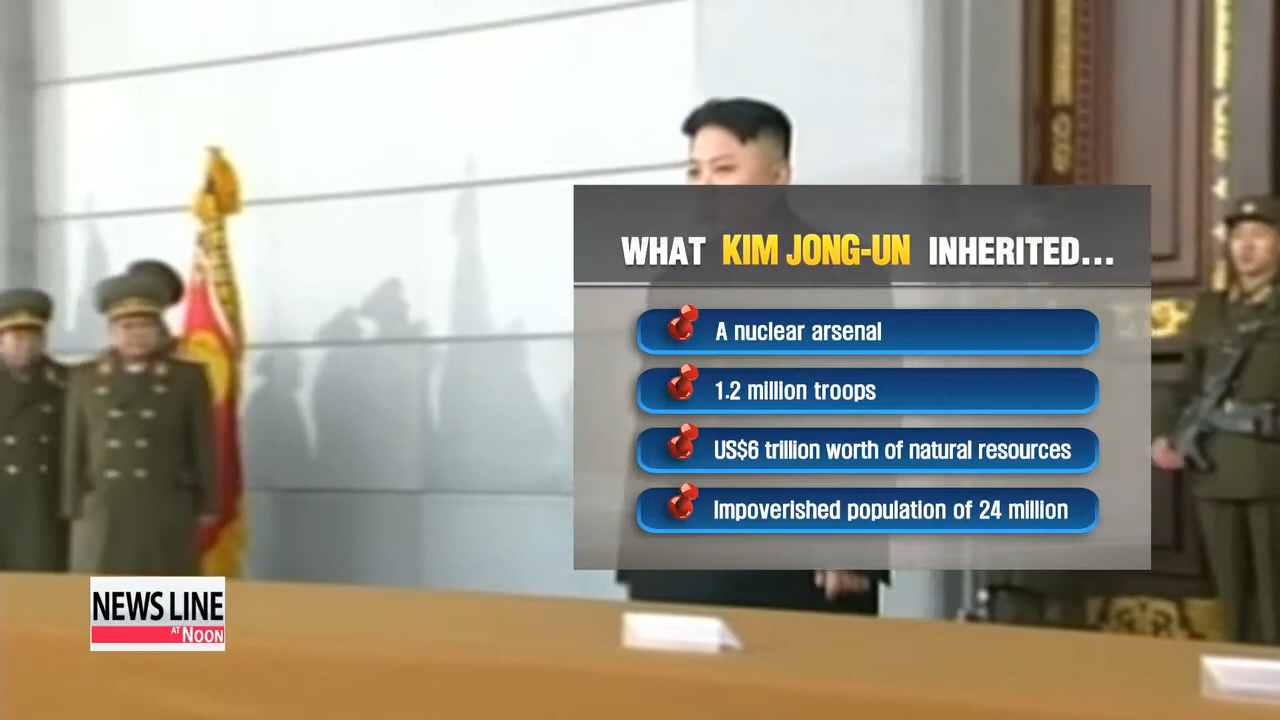 WHAT KIM JONG-UN INHERITED...
A nuclear arsenal
1.2 million troops
US$6 trillion worth of natural resources
Impoverished population of 24 million
NEWS LINE
AT NOON